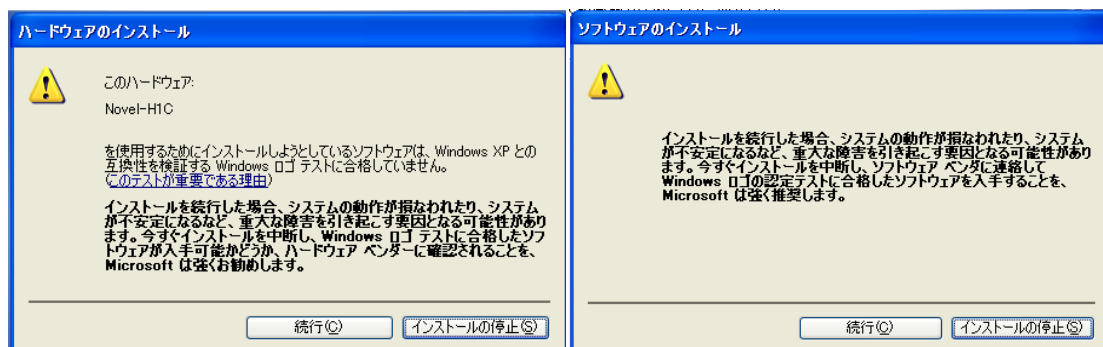 ハードウェアのインストール
このハードウェア:
Novel-H1C
を使用するためにインストールしようとしているソフトウェアは、Windows XP との
互換性を検証する Windows ロゴ テストに合格していません。
(このテストが重要である理由)
インストールを続行した場合、システムの動作が損なわれたり、システム
が不安定になるなど、重大な障害を引き起こす要因となる可能性があり
ます。今すぐインストールを中断し、Windows ロゴ テストに合格したソフ
トウェアが入手可能かどうか、ハードウェア ベンダーに確認されることを、
Microsoft は強くお勧めします。
続行(C)
インストールの停止(S)
ソフトウェアのインストール
インストールを続行した場合、システムの動作が損なわれたり、システム
が不安定になるなど、重大な障害を引き起こす要因となる可能性があり
ます。今すぐインストールを中断し、ソフトウェア ベンダに連絡して
Windows ロゴの認定テストに合格したソフトウェアを入手することを、
Microsoft は強く推奨します。
続行(C)
インストールの停止(S)